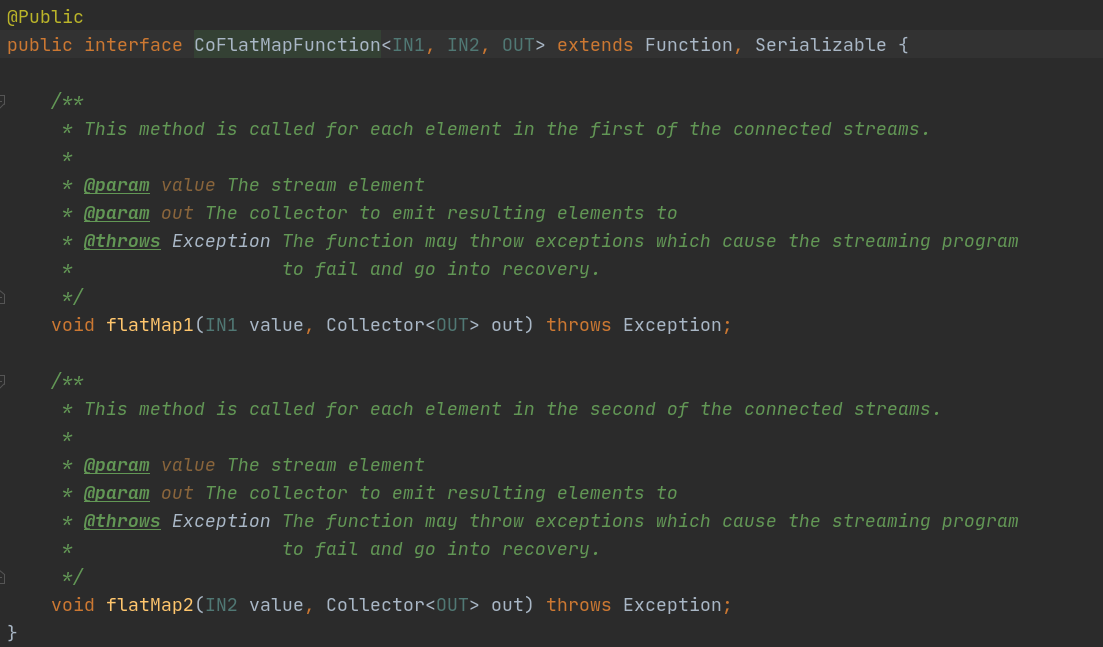 @Public
public interface CoFlatMapFunction<IN1, IN2, OUT> extends Function, Serializable {
/**
* This method is called for each element in the first of the connected streams.
*
* @param value The stream element
* @param out The collector to emit resulting elements to
* @throws Exception The function may throw exceptions which cause the streaming program
* to fail and go into recovery.
*/
void flatMap1(IN1 value, Collector<OUT> out) throws Exception;
/**
* This method is called for each element in the second of the connected streams.
*
* @param value The stream element
* @param out The collector to emit resulting elements to
* @throws Exception The function may throw exceptions which cause the streaming program
* to fail and go into recovery.
*/
void flatMap2(IN2 value, Collector<OUT> out) throws Exception;
}